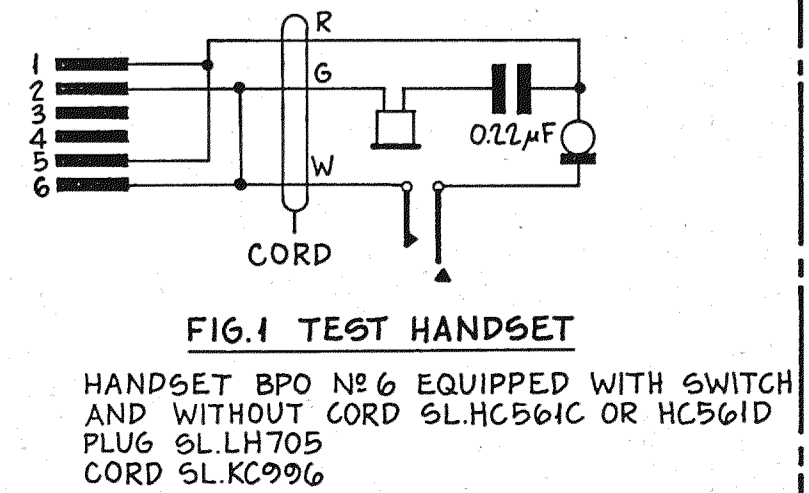 R
1
G
2
3
4
0.22µF
5
W
6
CORD
FIG.1 TEST HANDSET
HANDSET BPO Nº 6 EQUIPPED WITH SWITCH
AND WITHOUT CORD SL.HC561C OR HC561D
PLUG SL.LH705
CORD SL.KC996